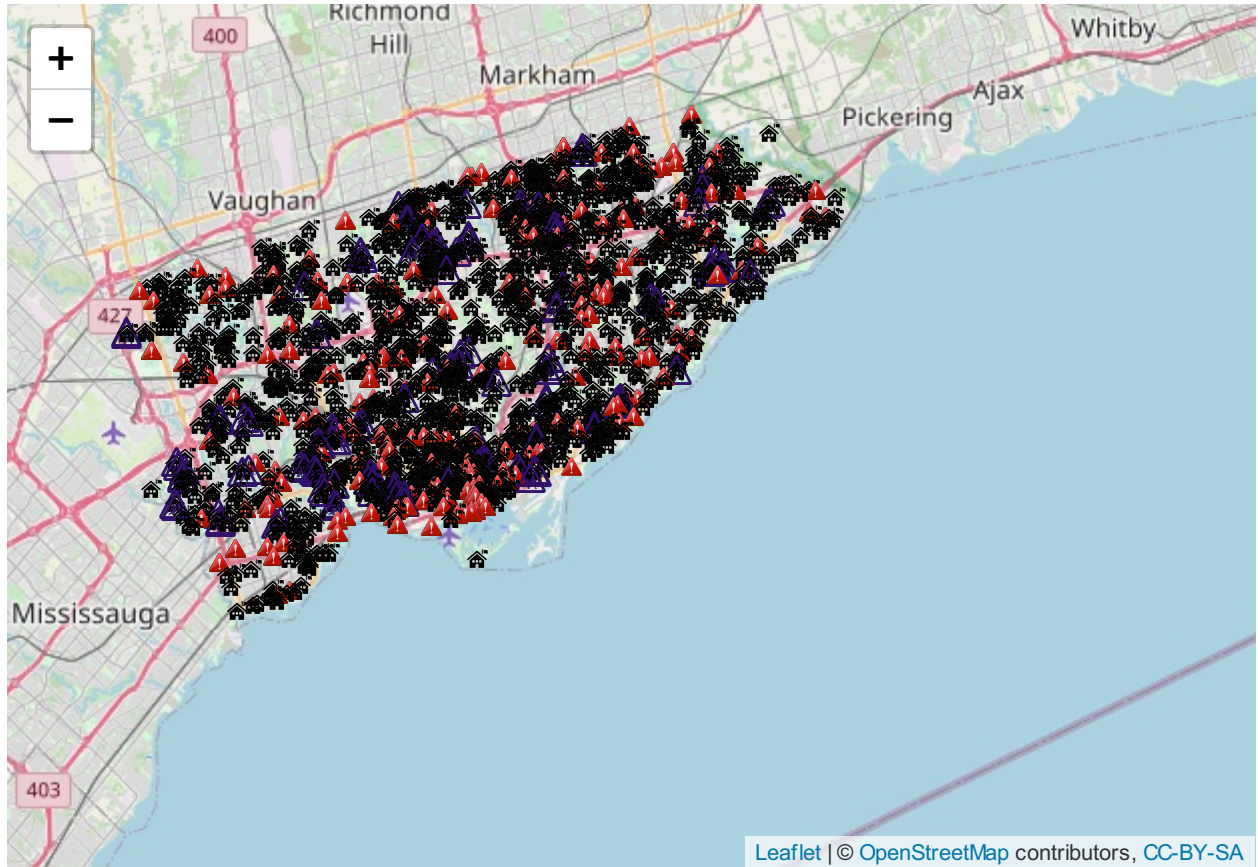 Richmond
Hill
400
Whitby
+
Markham
Ajax
−
Pickering
Vaughan
427
Mississauga
403
Leaflet | © OpenStreetMap contributors, CC-BY-SA